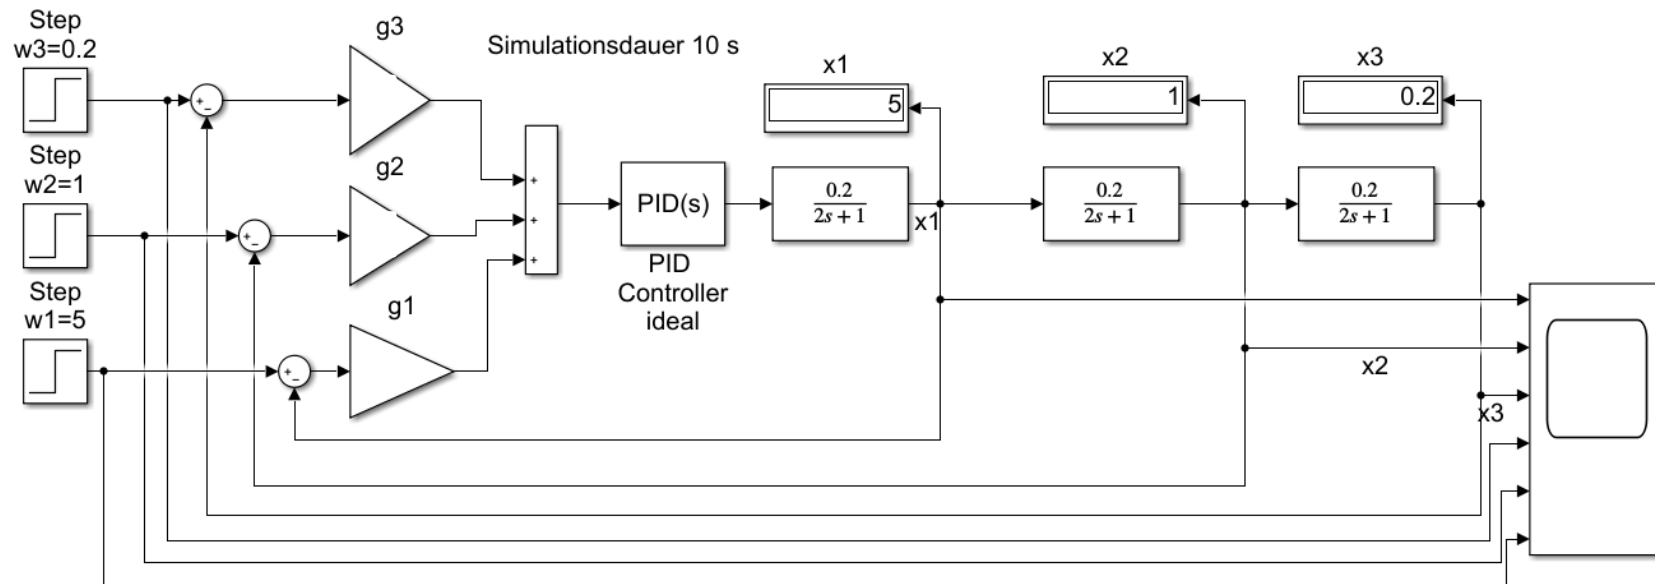 Step
w3=0.2
g3
Simulationsdauer 10 s
x1
5
x2
1
x3
0.2
+
−
Step
w2=1
g2
+
+
+
PID(s)
PID
Controller
ideal
0.2
2s + 1
x1
0.2
2s + 1
0.2
2s + 1
+
−
Step
w1=5
g1
+
−
x2
x3